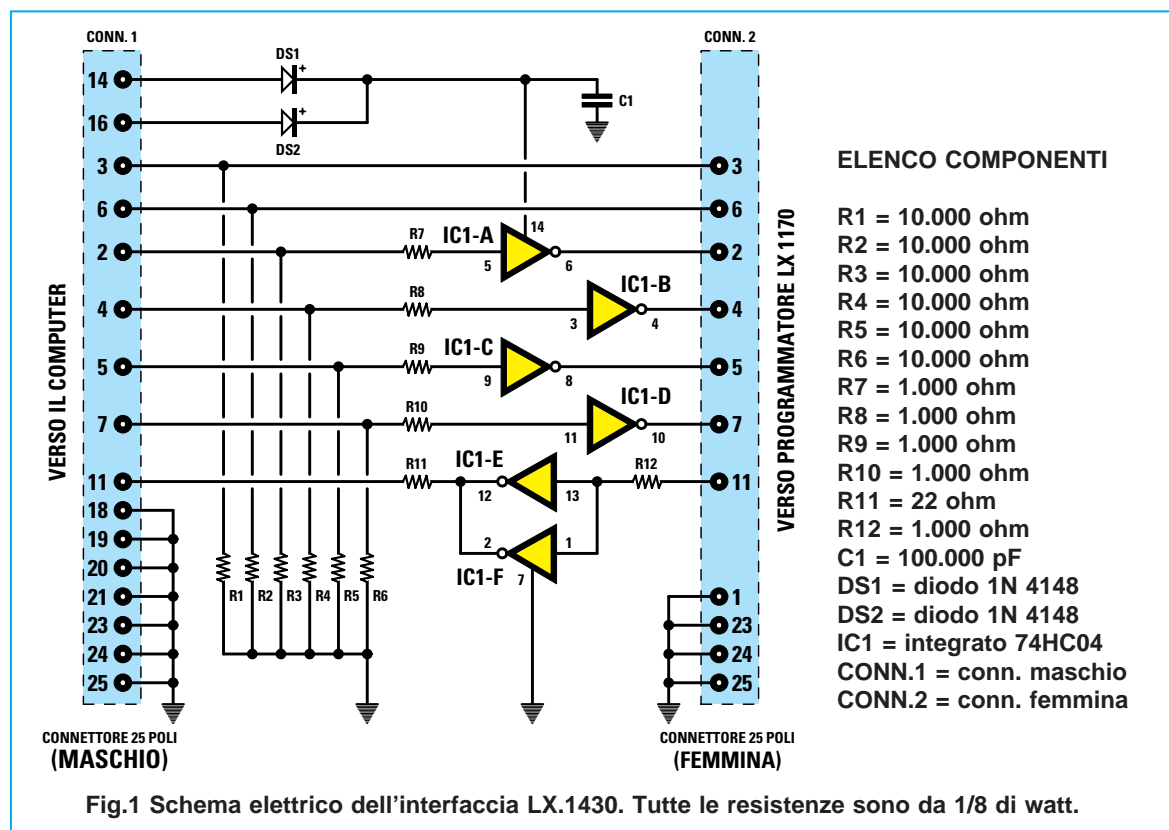 CONN. 1
CONN. 2
DS1
+
14
C1
16
+
DS2
3
3
6
6
R7
IC1-A
14
2
5
6
2
R8
IC1-B
4
3
4
4
R9
IC1-C
5
9
8
5
R10
IC1-D
7
11
10
7
R11
IC1-E
R12
11
12
13
11
18
19
2
1
20
IC1-F
7
21
R1
R2
R3
R4
R5
R6
1
23
23
24
24
25
25
VERSO IL COMPUTER
VERSO PROGRAMMATORE LX 1170
CONNETTORE 25 POLI
(MASCHIO)
CONNETTORE 25 POLI
(FEMMINA)
ELENCO COMPONENTI
R1 = 10.000 ohm
R2 = 10.000 ohm
R3 = 10.000 ohm
R4 = 10.000 ohm
R5 = 10.000 ohm
R6 = 10.000 ohm
R7 = 1.000 ohm
R8 = 1.000 ohm
R9 = 1.000 ohm
R10 = 1.000 ohm
R11 = 22 ohm
R12 = 1.000 ohm
C1 = 100.000 pF
DS1 = diodo 1N 4148
DS2 = diodo 1N 4148
IC1 = integrato 74HC04
CONN.1 = conn. maschio
CONN.2 = conn. femmina
Fig.1 Schema elettrico dell'interfaccia LX.1430. Tutte le resistenze sono da 1/8 di watt.